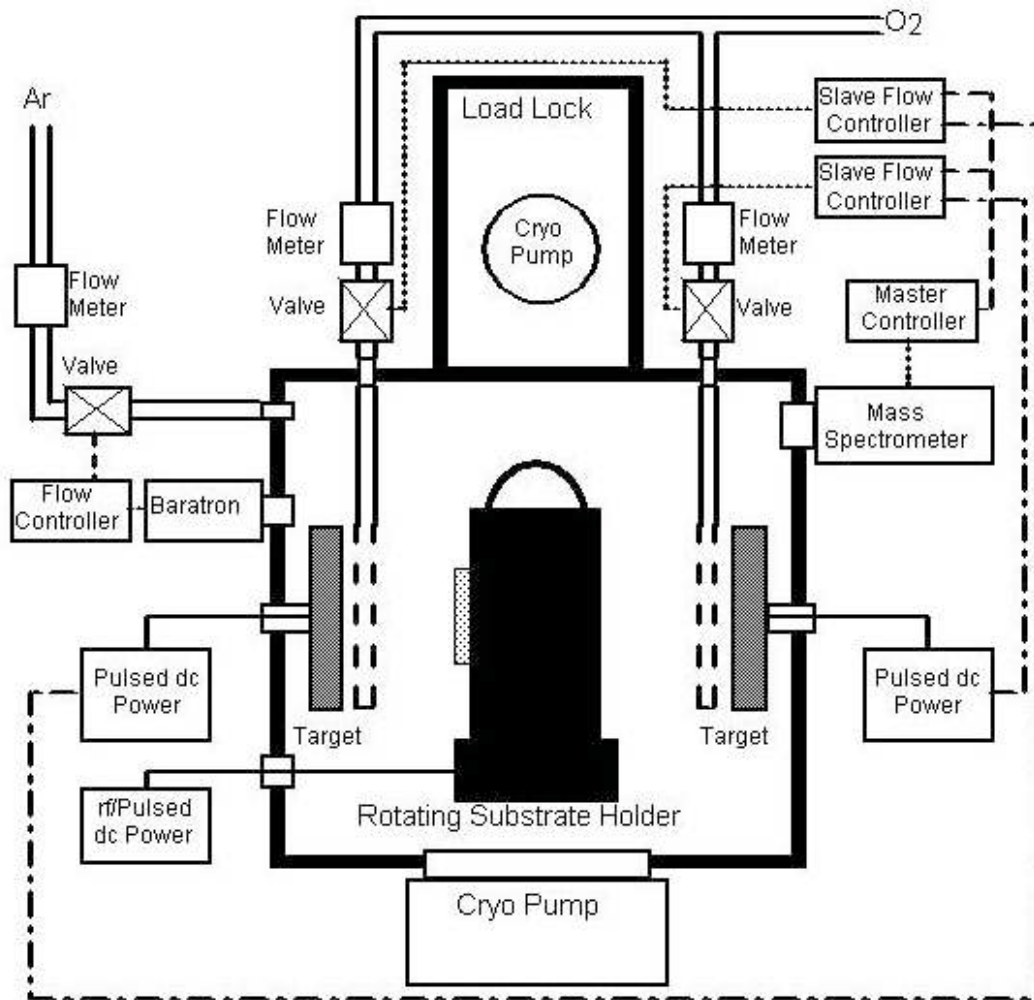 O2
Ar
Load Lock
Slave Flow
Controller
Slave Flow
Controller
Flow
Meter
Cryo
Pump
Flow
Meter
Flow
Meter
Valve
Valve
Master
Controller
Valve
Mass
Spectrometer
Flow
Controller
Baratron
Pulsed dc
Power
Target
Target
Pulsed dc
Power
rf/Pulsed
dc Power
Rotating Substrate Holder
Cryo Pump